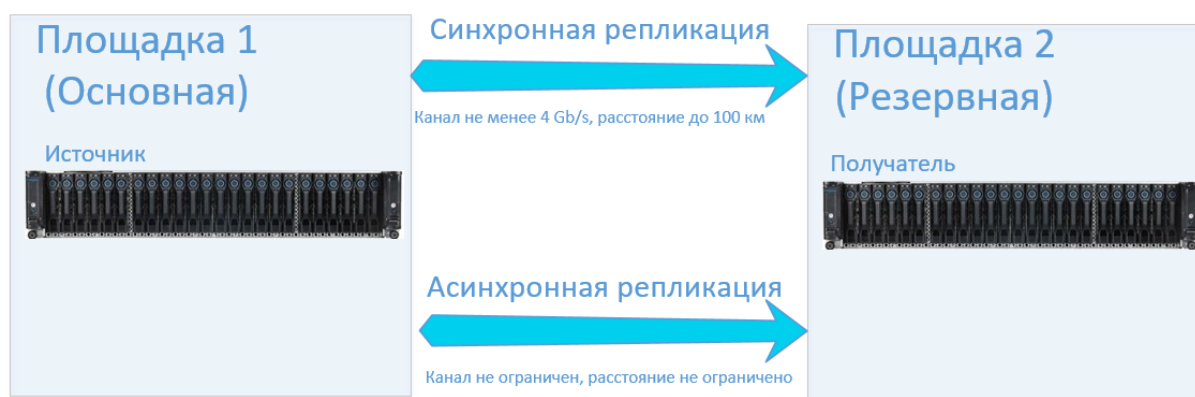 Площадка 1
(Основная)
Источник
Синхронная репликация
Канал не менее 4 Gb/s, расстояние до 100 км
Асинхронная репликация
Канал не ограничен, расстояние не ограничено
Площадка 2
(Резервная)
Получатель